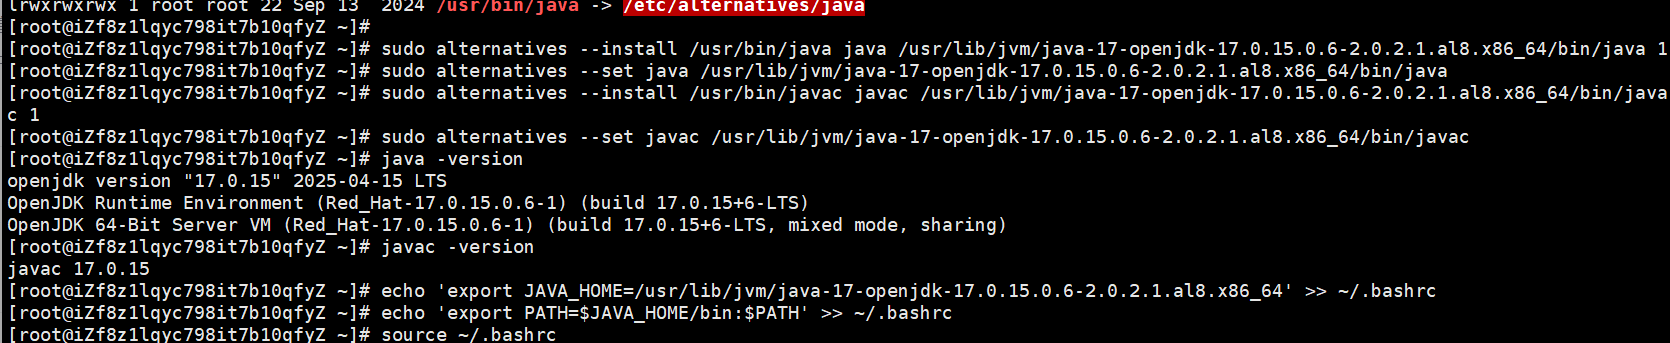 lrwxrwxrwx 1 root root 22 Sep 13  2024 /usr/bin/java -> /etc/alternatives/java
[root@iZf8z1lqyc798it7b10qfyZ ~]#
[root@iZf8z1lqyc798it7b10qfyZ ~]# sudo alternatives --install /usr/bin/java java /usr/lib/jvm/java-17-openjdk-17.0.15.0.6-2.0.2.1.al8.x86_64/bin/java 1
[root@iZf8z1lqyc798it7b10qfyZ ~]# sudo alternatives --set java /usr/lib/jvm/java-17-openjdk-17.0.15.0.6-2.0.2.1.al8.x86_64/bin/java
[root@iZf8z1lqyc798it7b10qfyZ ~]# sudo alternatives --install /usr/bin/javac javac /usr/lib/jvm/java-17-openjdk-17.0.15.0.6-2.0.2.1.al8.x86_64/bin/java
c 1
[root@iZf8z1lqyc798it7b10qfyZ ~]# sudo alternatives --set javac /usr/lib/jvm/java-17-openjdk-17.0.15.0.6-2.0.2.1.al8.x86_64/bin/javac
[root@iZf8z1lqyc798it7b10qfyZ ~]# java -version
openjdk version "17.0.15" 2025-04-15 LTS
OpenJDK Runtime Environment (Red_Hat-17.0.15.0.6-1) (build 17.0.15+6-LTS)
OpenJDK 64-Bit Server VM (Red_Hat-17.0.15.0.6-1) (build 17.0.15+6-LTS, mixed mode, sharing)
[root@iZf8z1lqyc798it7b10qfyZ ~]# javac -version
javac 17.0.15
[root@iZf8z1lqyc798it7b10qfyZ ~]# echo 'export JAVA_HOME=/usr/lib/jvm/java-17-openjdk-17.0.15.0.6-2.0.2.1.al8.x86_64' >> ~/.bashrc
[root@iZf8z1lqyc798it7b10qfyZ ~]# echo 'export PATH=$JAVA_HOME/bin:$PATH' >> ~/.bashrc
[root@iZf8z1lqyc798it7b10qfyZ ~]# source ~/.bashrc